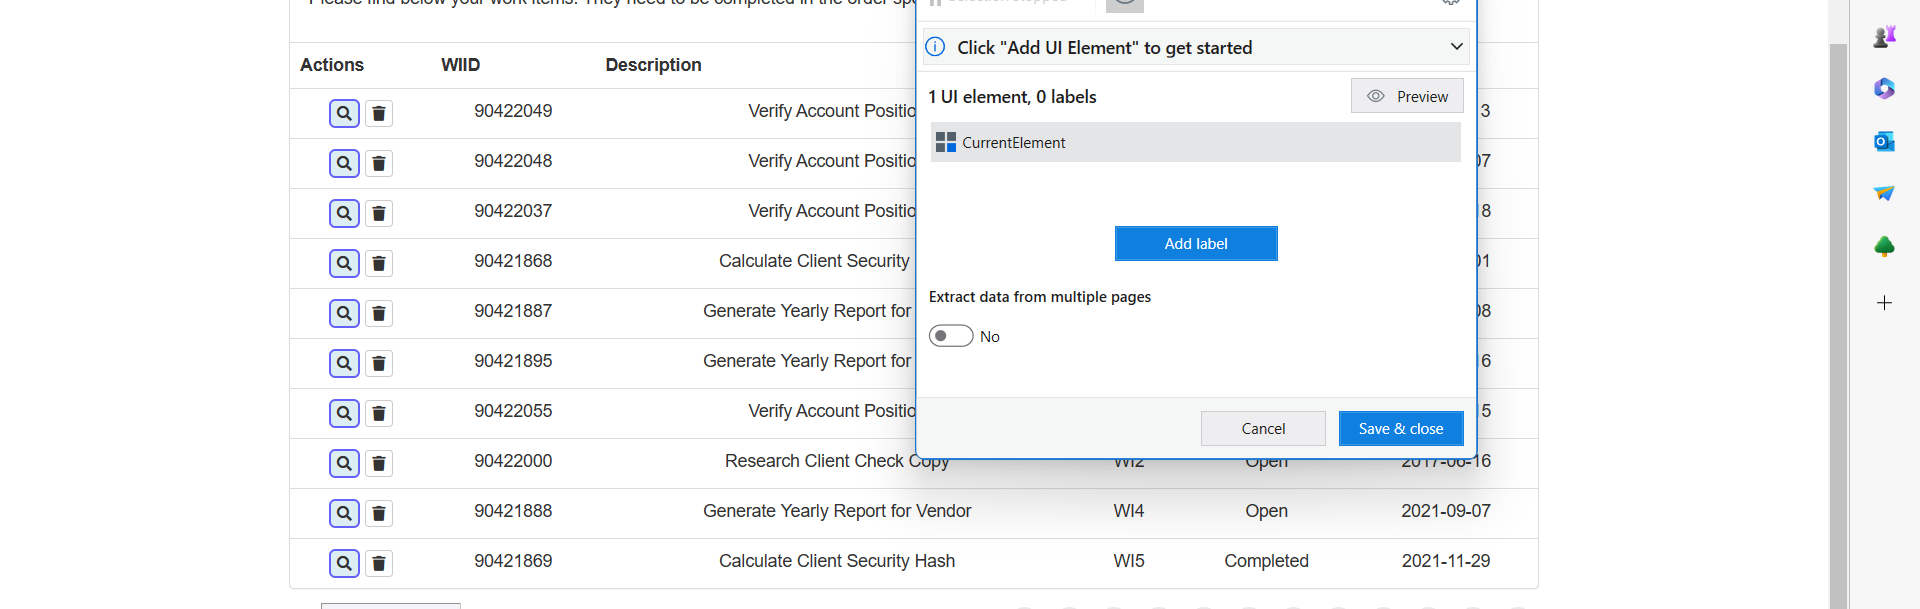 Please find below your work items. They need to be completed in the order
Selection stopped
Click "Add UI Element" to get started
Actions WIID Description
1 UI element, 0 labels Preview
90422049 Verify Account Positio 3
CurrentElement
90422048 Verify Account Positio 07
90422037 Verify Account Positio 18
Add label
90421868 Calculate Client Security 01
Extract data from multiple pages
90421887 Generate Yearly Report for 08
No
90421895 Generate Yearly Report for 16
90422055 Verify Account Positio 15
Cancel Save & close
90422000 Research Client Check Copy WI2 Open 2017-06-16
90421888 Generate Yearly Report for Vendor WI4 Open 2021-09-07
90421869 Calculate Client Security Hash WI5 Completed 2021-11-29